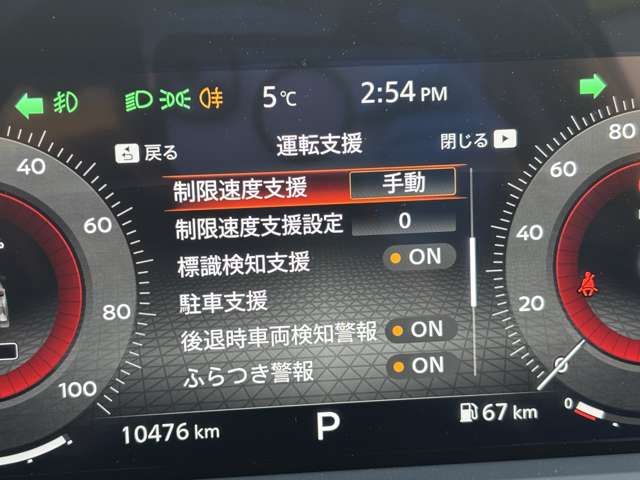 5℃ 2:54 PM
戻る 運転支援 閉じる
制限速度支援 手動
制限速度支援設定 0
標識検知支援 ON
駐車支援
後退時車両検知警報 ON
ふらつき警報 ON
40
60
80
100
80
60
40
20
0
0
10476 km P 67 km